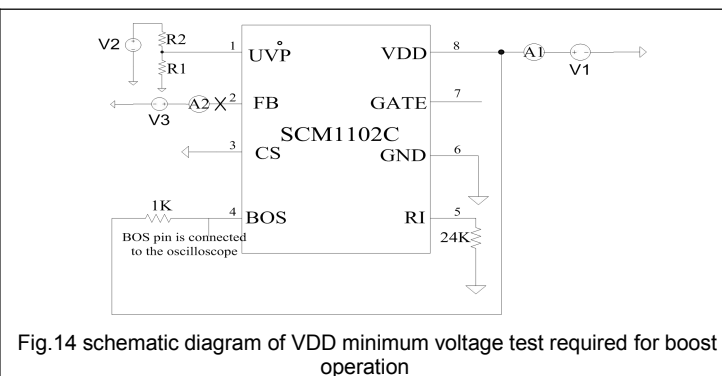 V2
R2
R1
1
UVP
VDD
8
A1
V1
V3
A2
2
FB
GATE
7
SCM1102C
3
CS
GND
6
1K
4
BOS
RI
5
24K
BOS pin is connected
to the oscilloscope
Fig.14 schematic diagram of VDD minimum voltage test required for boost
operation